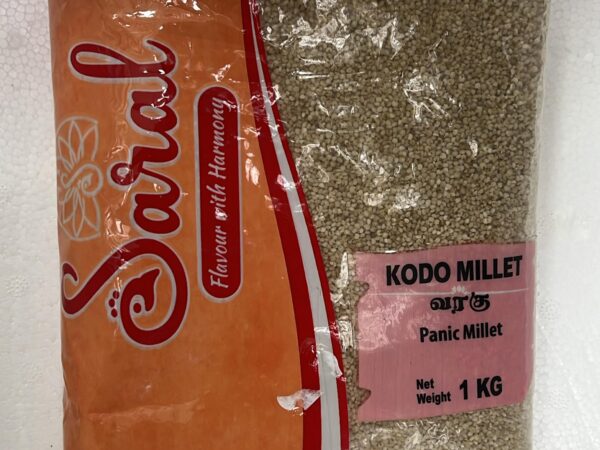 Saral
Flavour with Harmony
KODO MILLET
வரகு
Panic Millet
Net
Weight 1 KG